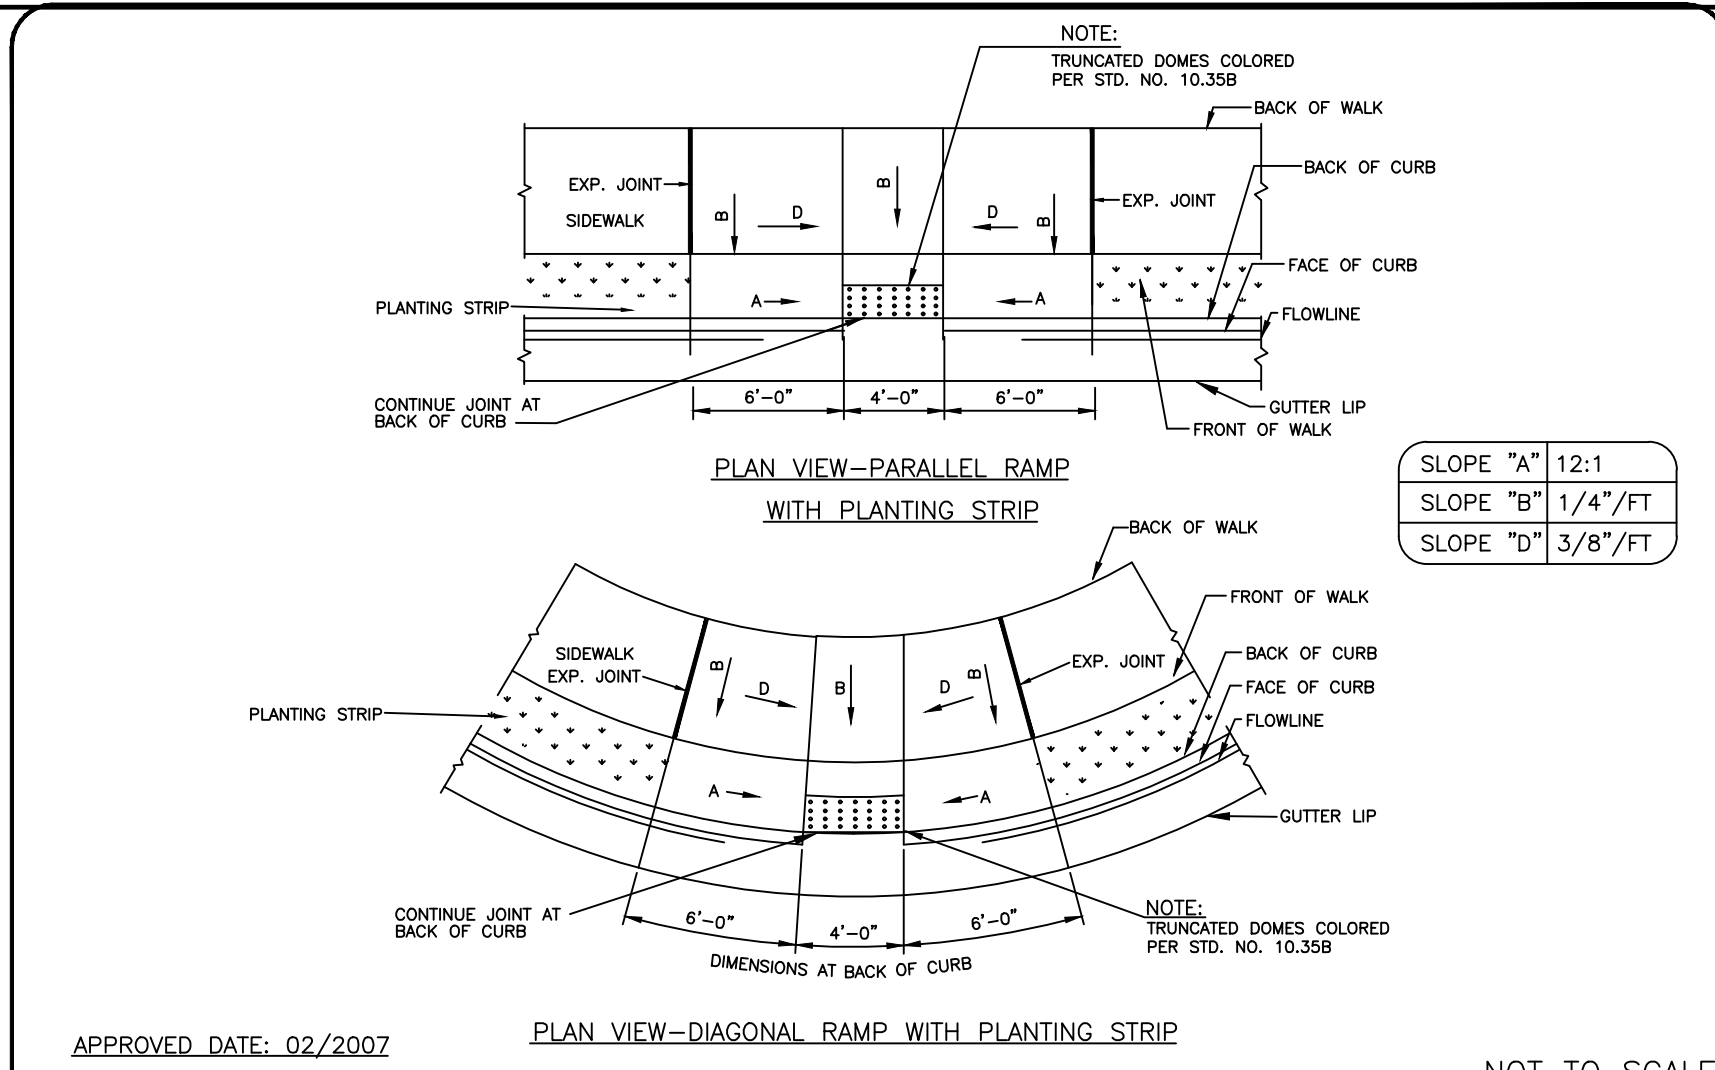 NOTE:
TRUNCATED DOMES COLORED
PER STD. NO. 10.35B
BACK OF WALK
BACK OF CURB
EXP. JOINT
SIDEWALK
B
D
B
D
B
EXP. JOINT
FACE OF CURB
PLANTING STRIP
A
A
FLOWLINE
CONTINUE JOINT AT
BACK OF CURB
6'-0"
4'-0"
6'-0"
GUTTER LIP
FRONT OF WALK
PLAN VIEW-PARALLEL RAMP
WITH PLANTING STRIP
SLOPE "A" 12:1
SLOPE "B" 1/4"/FT
SLOPE "D" 3/8"/FT
BACK OF WALK
FRONT OF WALK
SIDEWALK
EXP. JOINT
B
D
B
D
B
EXP. JOINT
BACK OF CURB
FACE OF CURB
FLOWLINE
PLANTING STRIP
A
A
GUTTER LIP
CONTINUE JOINT AT
BACK OF CURB
6'-0"
4'-0"
6'-0"
DIMENSIONS AT BACK OF CURB
NOTE:
TRUNCATED DOMES COLORED
PER STD. NO. 10.35B
PLAN VIEW-DIAGONAL RAMP WITH PLANTING STRIP
APPROVED DATE: 02/2007
NOT TO SCALE